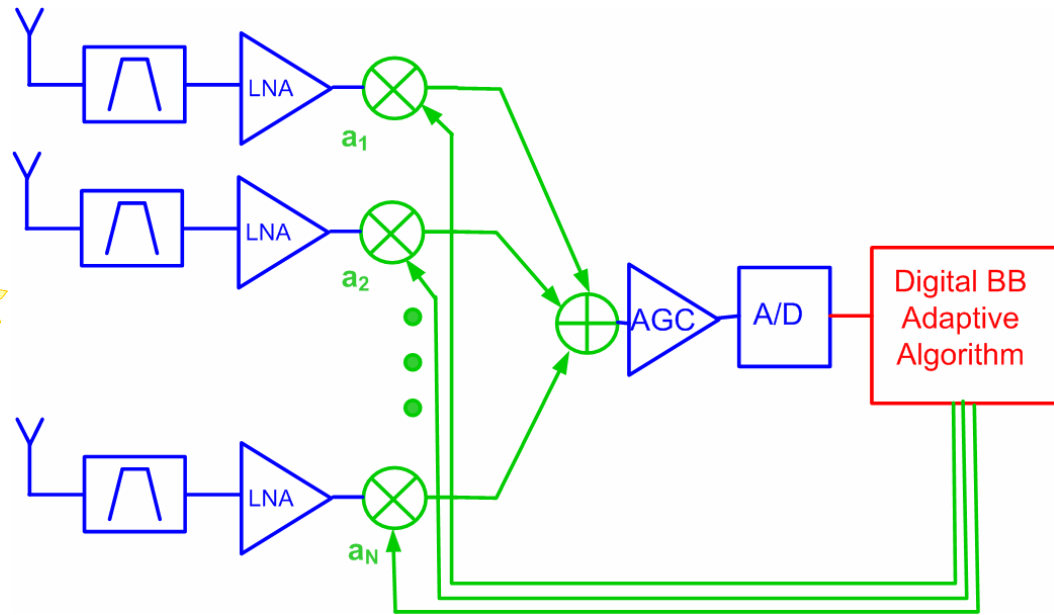 LNA
a1
LNA
a2
AGC
A/D
Digital BB
Adaptive
Algorithm
LNA
aN